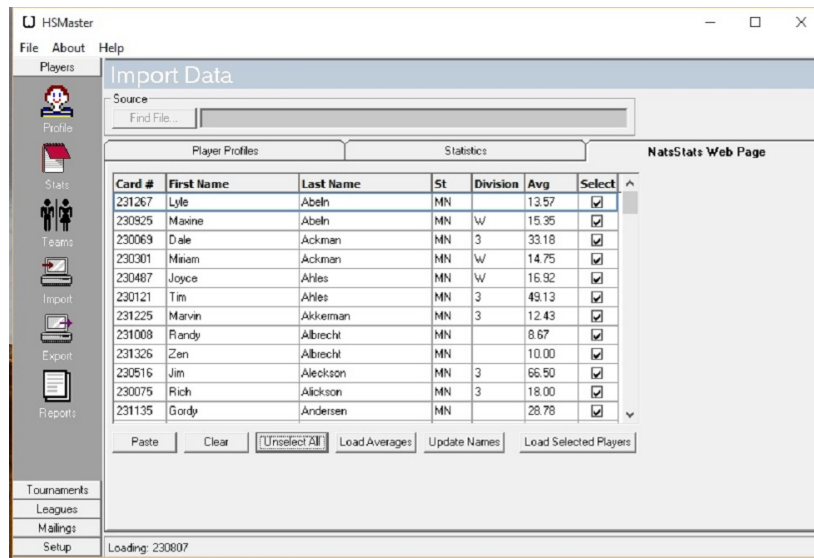 HSMaster
File About Help
Players
Import Data
Source
Find File...
Profile
Player Profiles Statistics NatsStats Web Page
Card # First Name Last Name St Division Avg Select
231267 Lyle Abeln MN 13.57
Stats
230925 Maxine Abeln MN W 15.35
230069 Dale Ackman MN 3 33.18
230301 Miriam Ackman MN W 14.75
Teams
230487 Joyce Ahles MN W 16.92
230121 Tim Ahles MN 3 49.13
Import
231225 Marvin Akkerman MN 3 12.43
231008 Randy Albrecht MN 8.67
Export
231326 Zen Albrecht MN 10.00
230516 Jim Aleckson MN 3 66.50
230075 Rich Alickson MN 3 18.00
Reports
231135 Gordy Andersen MN 28.78
Paste Clear Unselect All Load Averages Update Names Load Selected Players
Tournaments
Leagues
Mailings
Setup
Loading: 230807